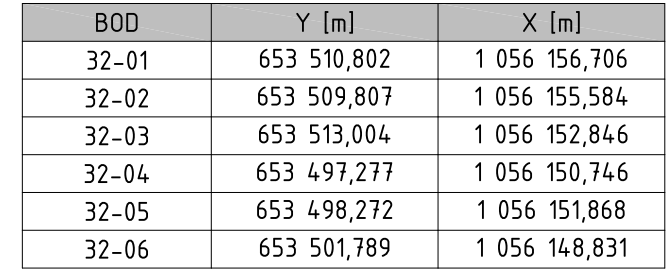 BOD Y [m] X [m]
32-01 653 510,802 1 056 156,706
32-02 653 509,807 1 056 155,584
32-03 653 513,004 1 056 152,846
32-04 653 497,277 1 056 150,746
32-05 653 498,272 1 056 151,868
32-06 653 501,789 1 056 148,831